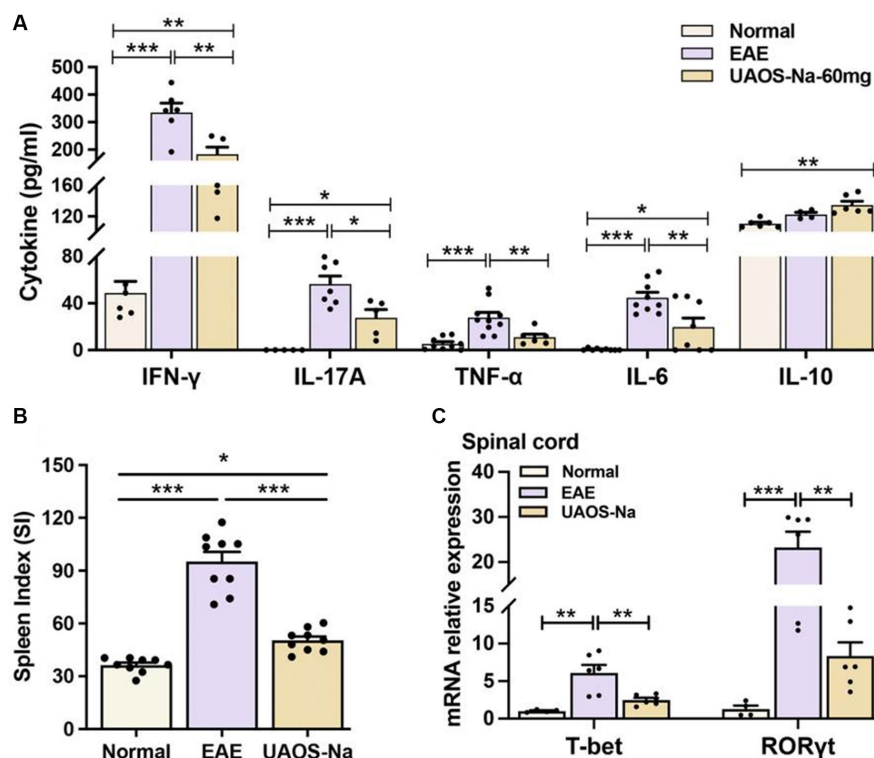 A
Normal
EAE
UAOS-Na-60mg
** 
*** **
500
400
300
200
160
120
80
40
0
Cytokine (pg/ml)
*
*** *
*** **
*
*** **
**
IFN-γ IL-17A TNF-α IL-6 IL-10
B
150
120
90
60
30
0
Spleen Index (SI)
*
*** ***
Normal EAE UAOS-Na
C
Spinal cord
Normal
EAE
UAOS-Na
40
30
20
15
10
5
0
mRNA relative expression
** **
*** **
T-bet RORγt